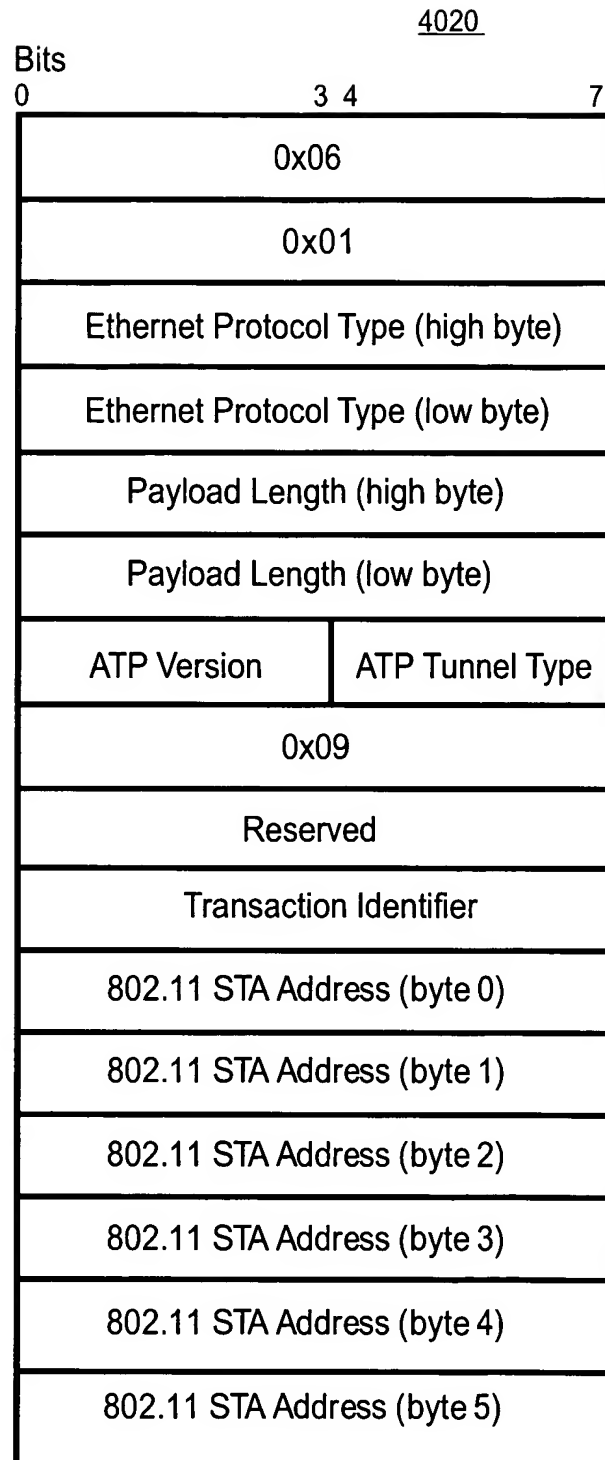 4020
Bits
0 3 4 7
0x06
0x01
Ethernet Protocol Type (high byte)
Ethernet Protocol Type (low byte)
Payload Length (high byte)
Payload Length (low byte)
ATP Version ATP Tunnel Type
0x09
Reserved
Transaction Identifier
802.11 STA Address (byte 0)
802.11 STA Address (byte 1)
802.11 STA Address (byte 2)
802.11 STA Address (byte 3)
802.11 STA Address (byte 4)
802.11 STA Address (byte 5)